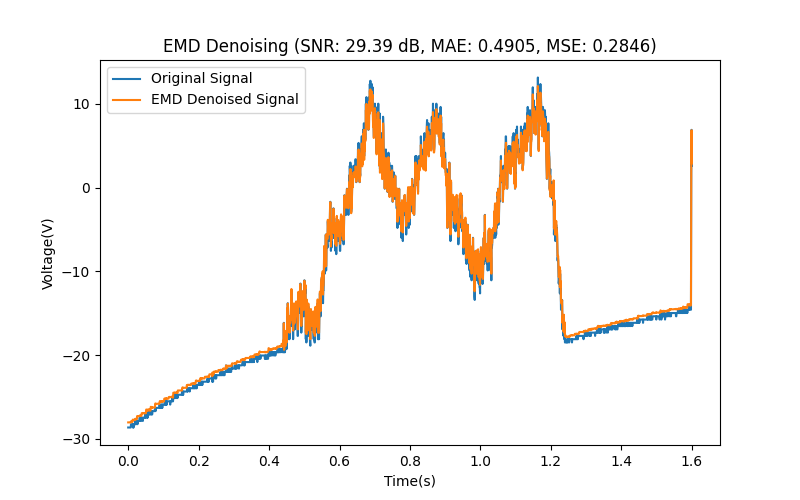 EMD Denoising (SNR: 29.39 dB, MAE: 0.4905, MSE: 0.2846)
Original Signal
EMD Denoised Signal
10
0
−10
−20
−30
Voltage(V)
0.0 0.2 0.4 0.6 0.8 1.0 1.2 1.4 1.6
Time(s)